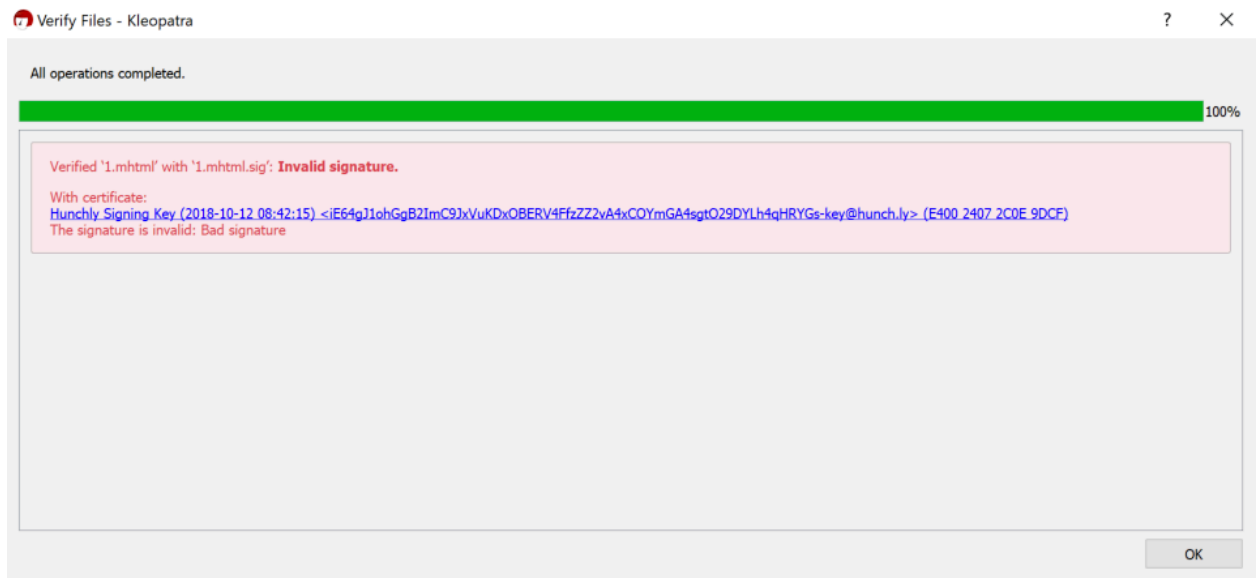 Verify Files - Kleopatra
All operations completed.
100%
Verified '1.mhtml' with '1.mhtml.sig': Invalid signature.
With certificate:
Hunchly Signing Key (2018-10-12 08:42:15) <iE64gJ1ohGgB2ImC9JxVuKDxOBERV4FfzZZ2vA4xCOYmGA4sgtO29DYLh4qHRYGs-key@hunch.ly> (E400 2407 2C0E 9DCF)
The signature is invalid: Bad signature
OK